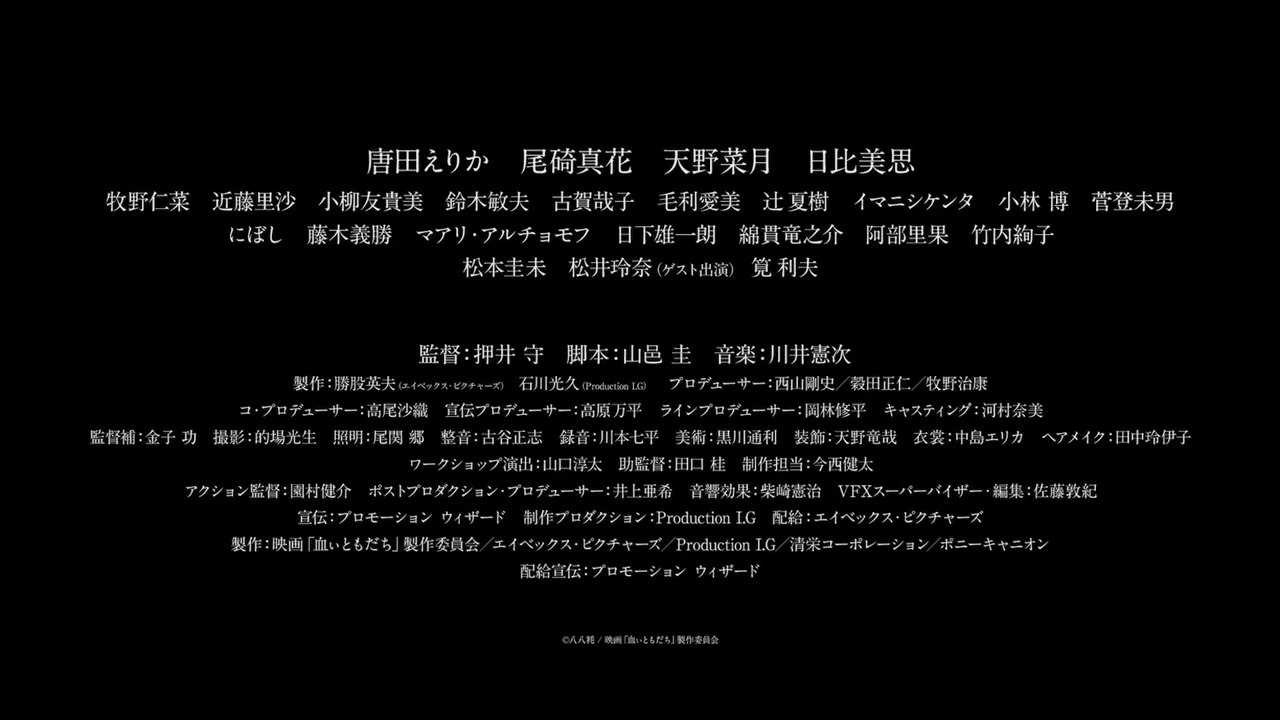 唐田えりか　尾碕真花　天野菜月　日比美思
牧野仁菜　近藤里沙　小柳友貴美　鈴木敏夫　古賀哉子　毛利愛美　辻 夏樹　イマニシケンタ　小林 博　菅登未男
にぼし　藤木義勝　マアリ・アルチョモフ　日下雄一朗　綿貫竜之介　阿部里果　竹内絢子
松本圭未　松井玲奈（ゲスト出演）　筧 利夫
監督：押井 守　脚本：山邑 圭　音楽：川井憲次
製作：勝股英夫（エイベックス・ピクチャーズ）　石川光久（Production I.G）　プロデューサー：西山剛史／穀田正仁／牧野治康
コ・プロデューサー：高尾沙織　宣伝プロデューサー：高原万平　ラインプロデューサー：岡林修平　キャスティング：河村奈美
監督補：金子 功　撮影：的場光生　照明：尾関 郷　整音：古谷正志　録音：川本七平　美術：黒川通利　装飾：天野竜哉　衣裳：中島エリカ　ヘアメイク：田中玲伊子
ワークショップ演出：山口淳太　助監督：田口 桂　制作担当：今西健太
アクション監督：園村健介　ポストプロダクション・プロデューサー：井上亜希　音響効果：柴崎憲治　VFXスーパーバイザー・編集：佐藤敦紀
宣伝：プロモーション ウィザード　制作プロダクション：Production I.G　配給：エイベックス・ピクチャーズ
製作：映画「血ぃともだち」製作委員会／エイベックス・ピクチャーズ／Production I.G／清栄コーポレーション／ポニーキャニオン
配給宣伝：プロモーション ウィザード
©八八粍 / 映画「血ぃともだち」製作委員会